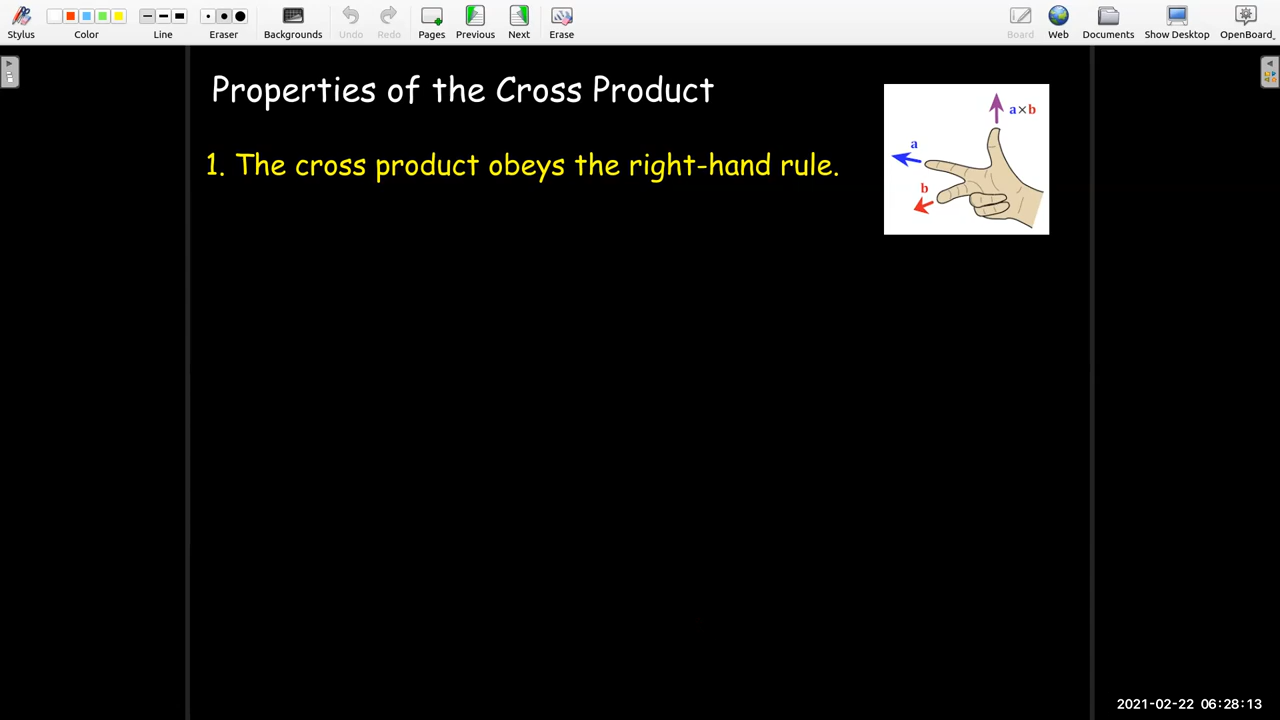 Stylus
Color
Line
Eraser
Backgrounds
Undo
Redo
Pages
Previous
Next
Erase
Board
Web
Documents
Show Desktop
OpenBoard
Properties of the Cross Product
1. The cross product obeys the right-hand rule.
a×b
a
b
2021-02-22 06:28:13